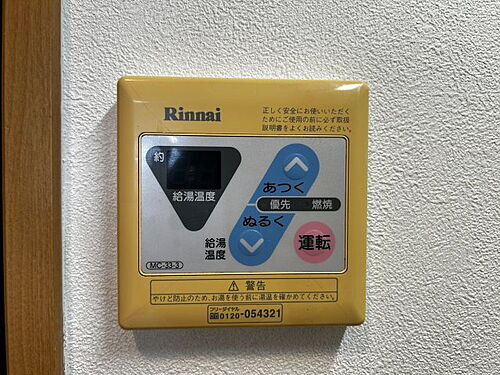 Rinnai
正しく安全にお使いいただく
ためにご使用の前に必ず取扱
説明書をよくお読みください。
約
給湯温度
あつく
優先 燃焼
ぬるく
給湯
温度
運転
MC-33-3
⚠ 警告
やけど防止のため、お湯を使う前に湯温を確かめてください。
フリーダイヤル
0120-054321